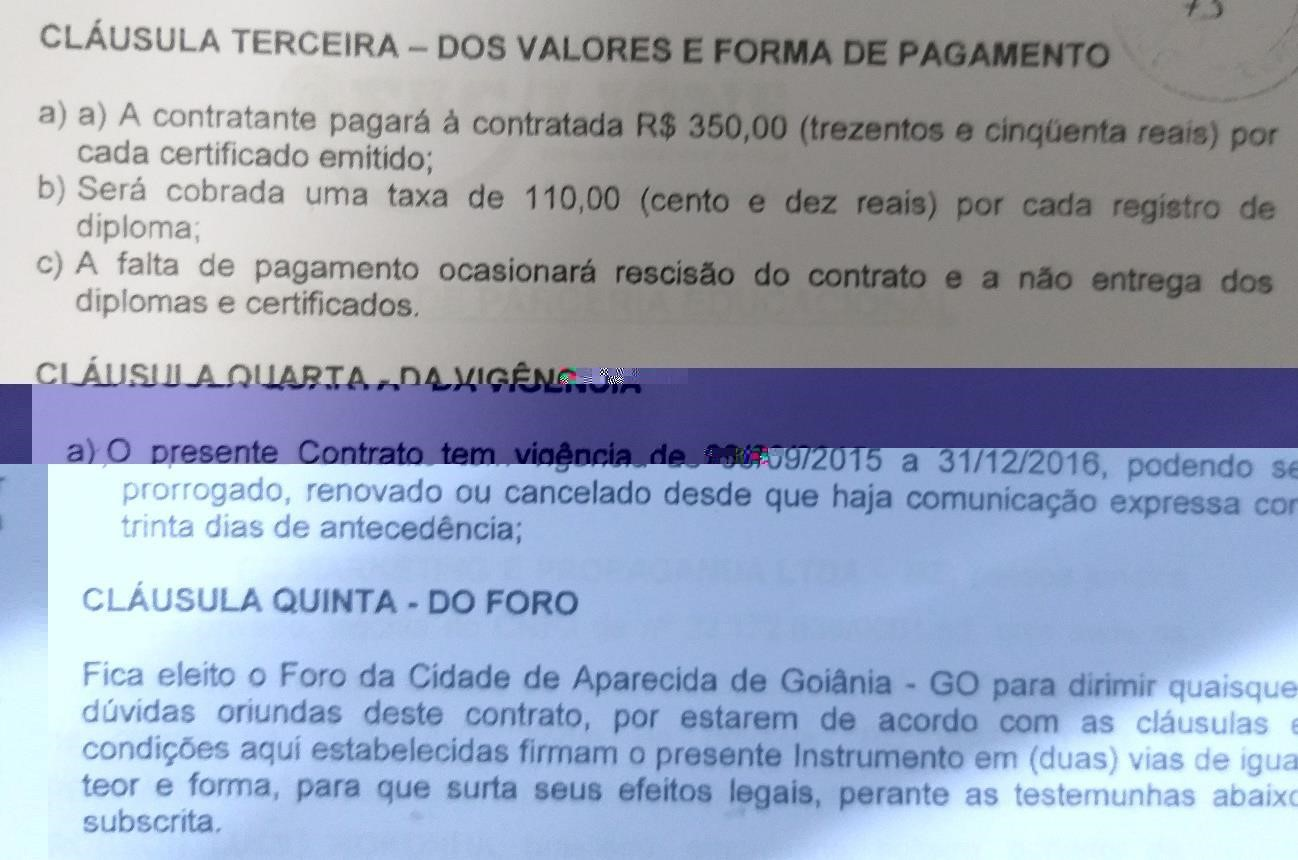 CLÁUSULA TERCEIRA – DOS VALORES E FORMA DE PAGAMENTO
a) a) A contratante pagará à contratada R$ 350,00 (trezentos e cinqüenta reais) por
cada certificado emitido;
b) Será cobrada uma taxa de 110,00 (cento e dez reais) por cada registro de
diploma;
c) A falta de pagamento ocasionará rescisão do contrato e a não entrega dos
diplomas e certificados.
CLÁUSULA QUARTA - DA VIGÊNCIA
a) O presente Contrato tem vigência de /09/2015 a 31/12/2016, podendo se
prorrogado, renovado ou cancelado desde que haja comunicação expressa com
trinta dias de antecedência;
CLÁUSULA QUINTA - DO FORO
Fica eleito o Foro da Cidade de Aparecida de Goiânia - GO para dirimir quaisque
dúvidas oriundas deste contrato, por estarem de acordo com as cláusulas e
condições aqui estabelecidas firmam o presente Instrumento em (duas) vias de igua
teor e forma, para que surta seus efeitos legais, perante as testemunhas abaixo
subscrita.